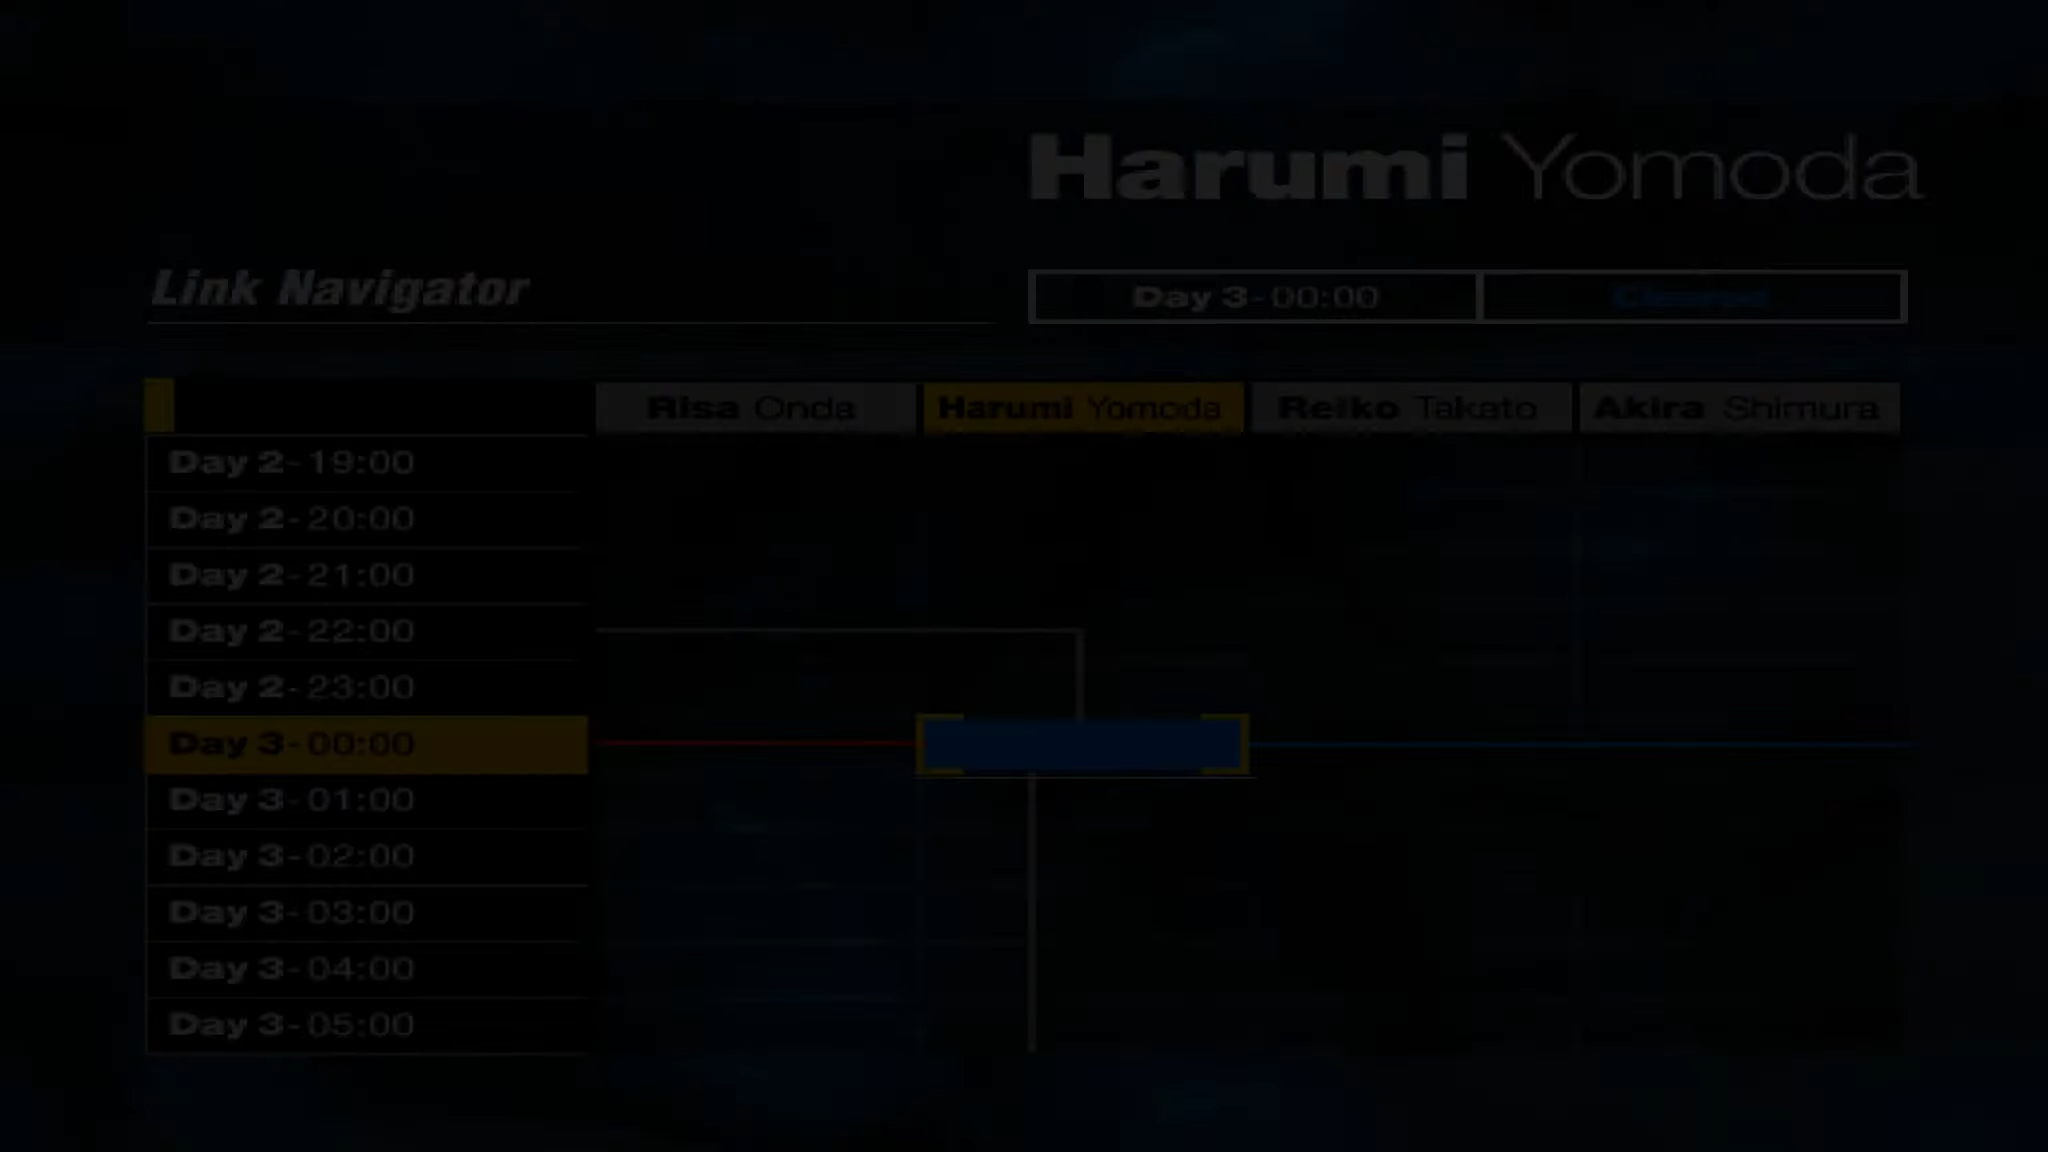 Harumi Yomoda
Link Navigator
Day 3-00:00 Cleared
Risa Onda Harumi Yomoda Reiko Takato Akira Shimura
Day 2-19:00
Day 2-20:00
Day 2-21:00
Day 2-22:00
Day 2-23:00
Day 3-00:00
Day 3-01:00
Day 3-02:00
Day 3-03:00
Day 3-04:00
Day 3-05:00